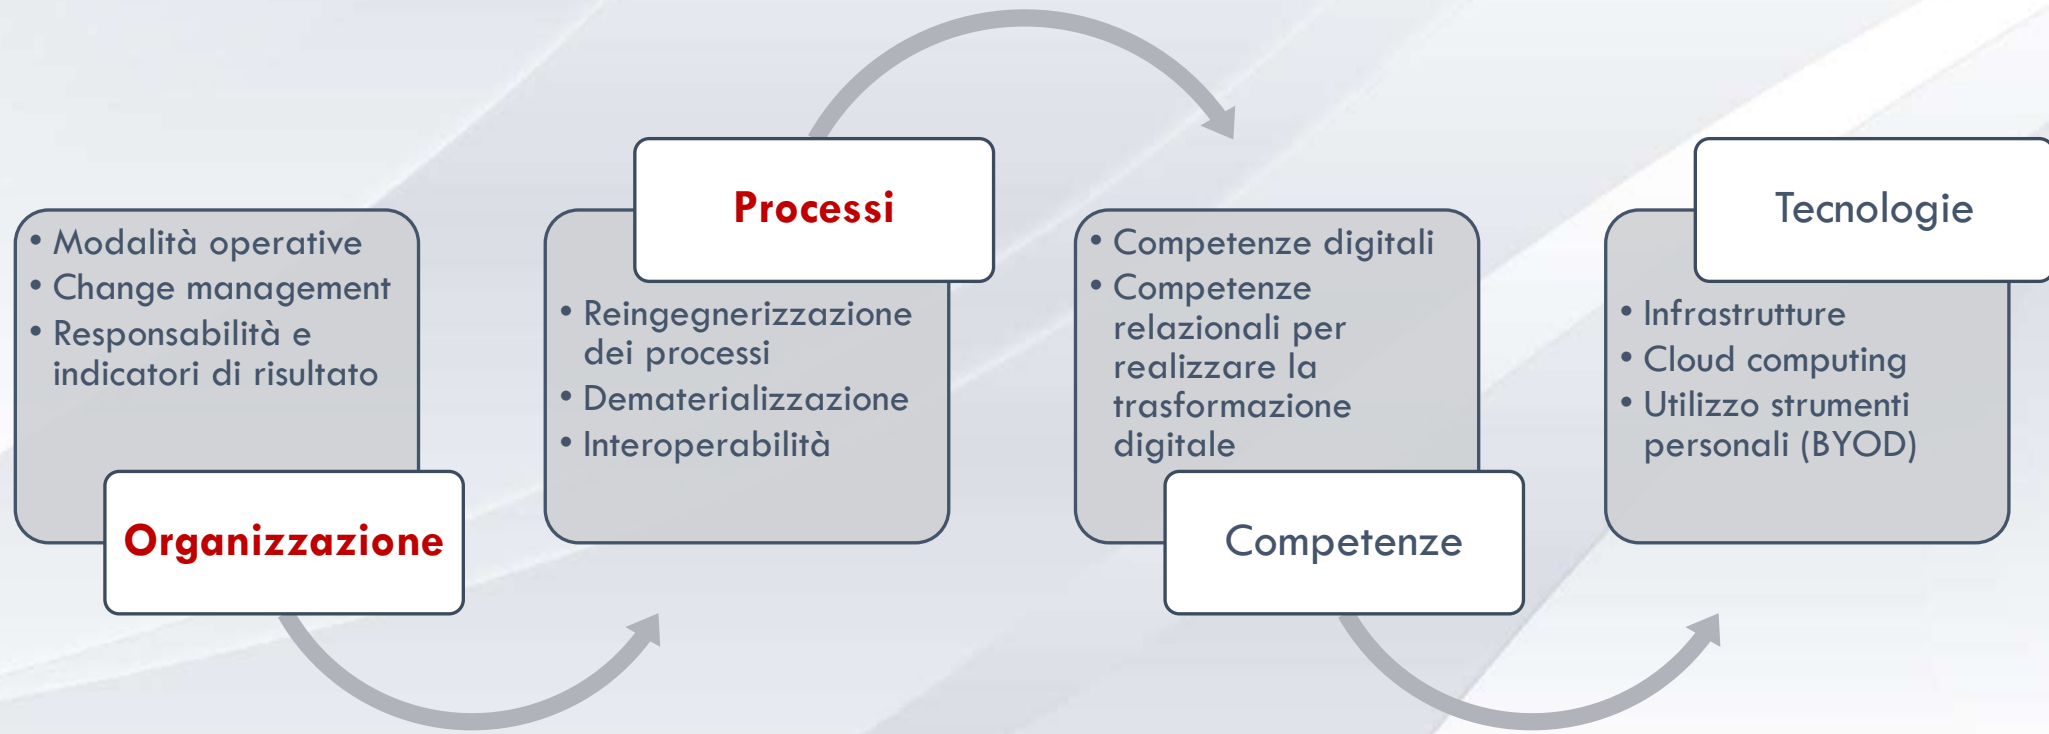 • Modalità operative
• Change management
• Responsabilità e
indicatori di risultato
Organizzazione
Processi
• Reingegnerizzazione
dei processi
• Dematerializzazione
• Interoperabilità
• Competenze digitali
• Competenze
relazionali per
realizzare la
trasformazione
digitale
Competenze
Tecnologie
• Infrastrutture
• Cloud computing
• Utilizzo strumenti
personali (BYOD)